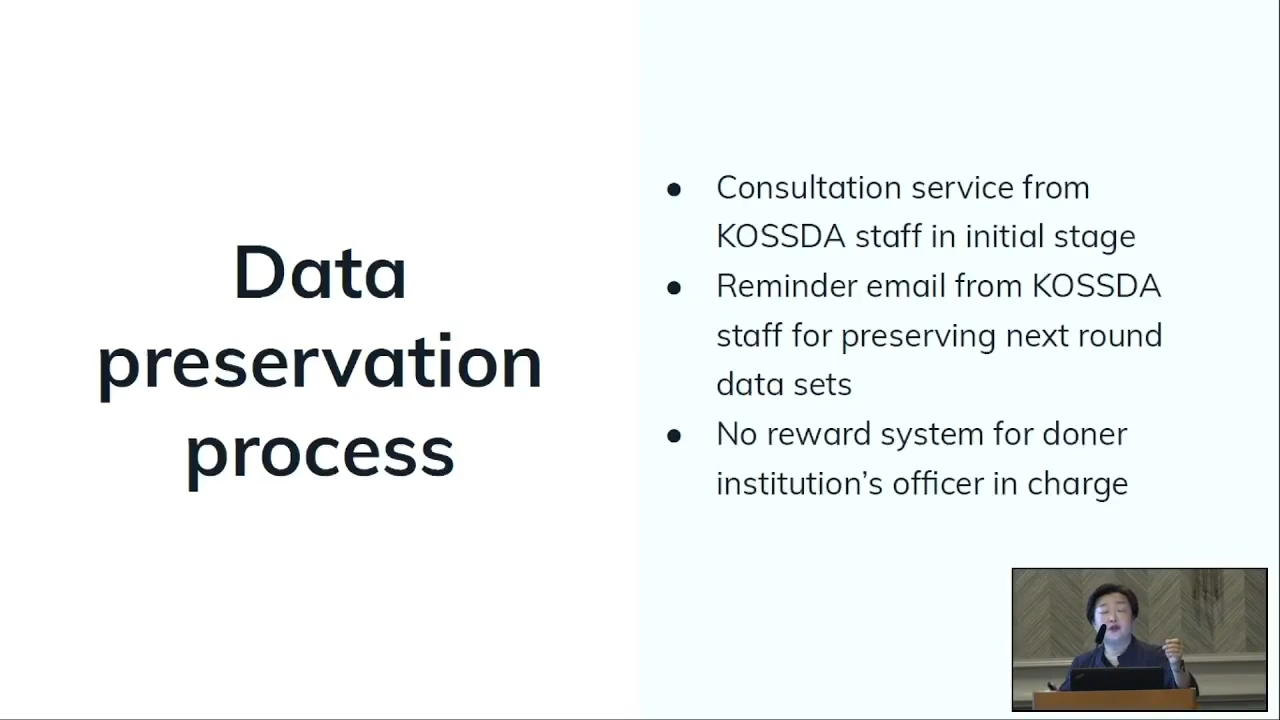 Data
preservation
process
● Consultation service from
KOSSDA staff in initial stage
● Reminder email from KOSSDA
staff for preserving next round
data sets
● No reward system for doner
institution’s officer in charge